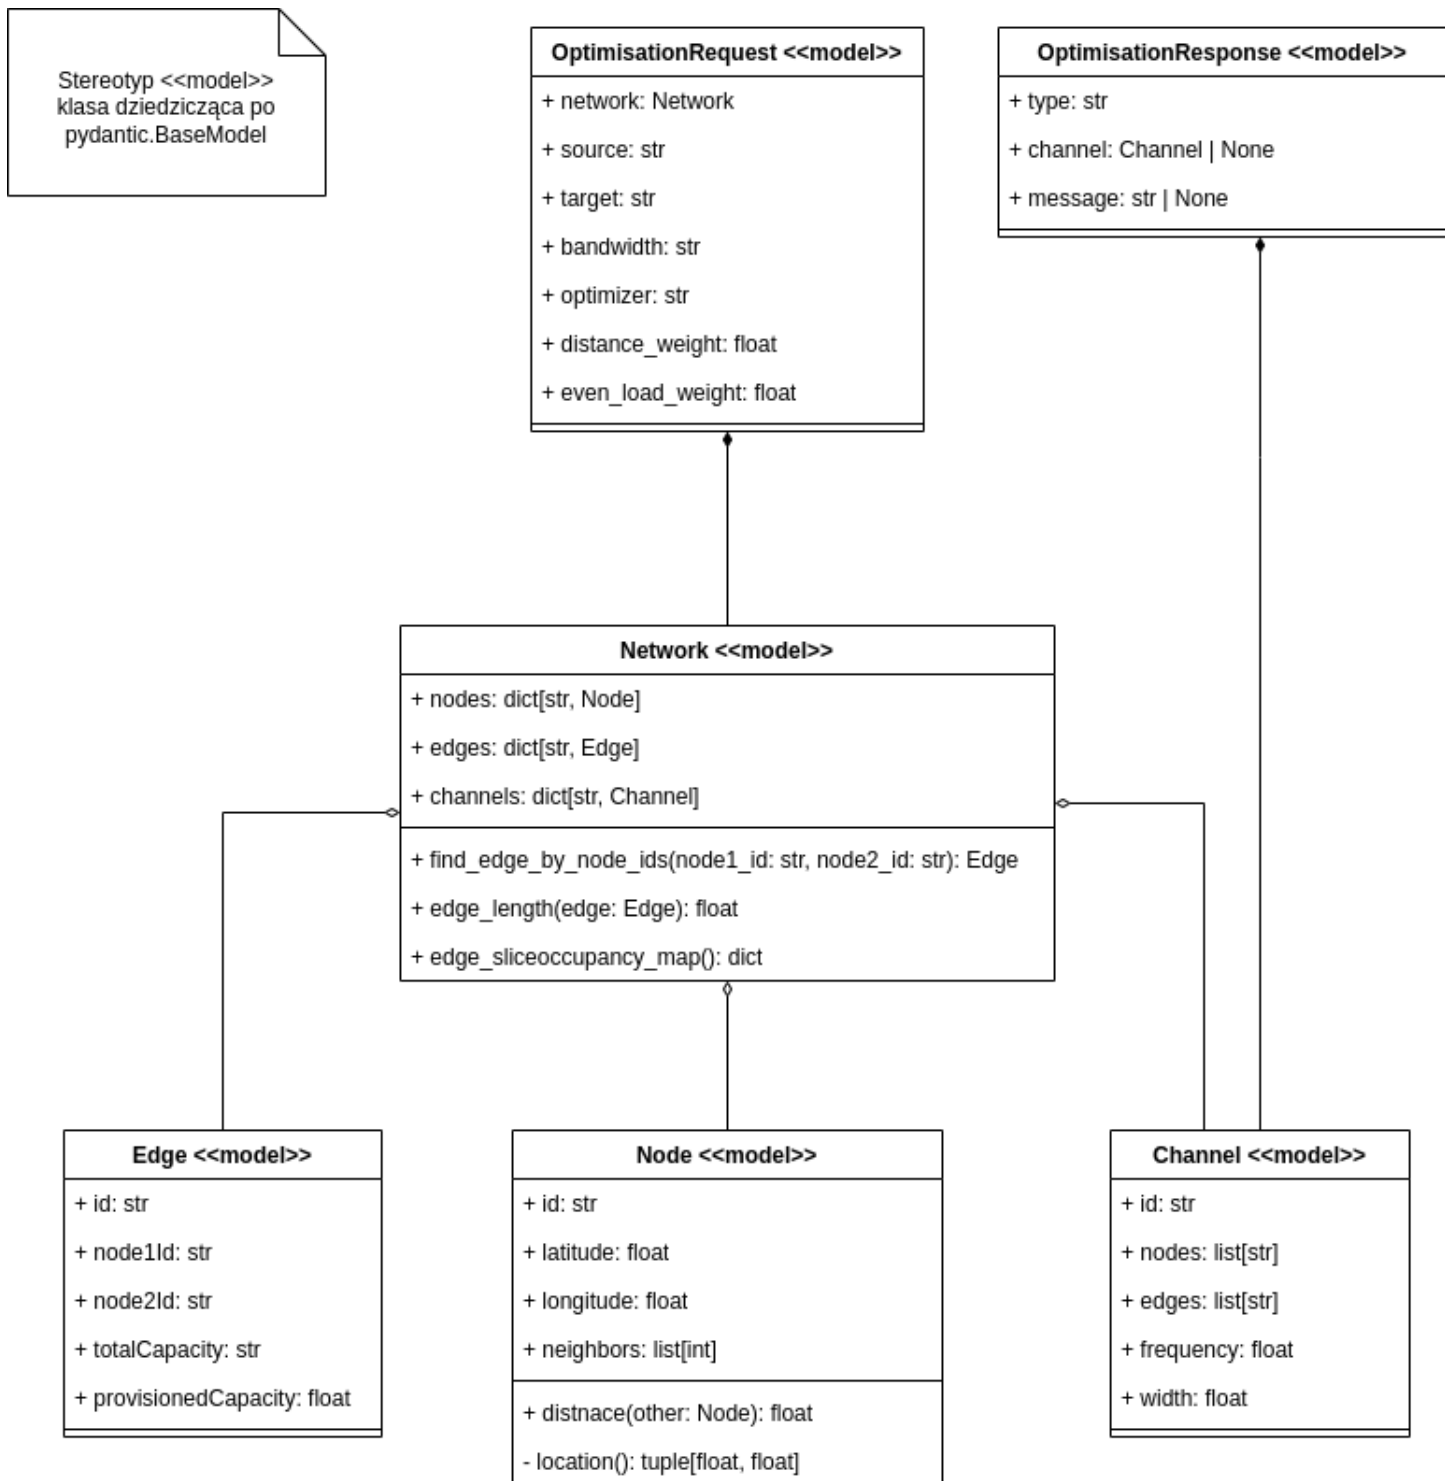 Stereotyp <<model>>
klasa dziedzicząca po
pydantic.BaseModel
OptimisationRequest <<model>>
+ network: Network
+ source: str
+ target: str
+ bandwidth: str
+ optimizer: str
+ distance_weight: float
+ even_load_weight: float
OptimisationResponse <<model>>
+ type: str
+ channel: Channel | None
+ message: str | None
Network <<model>>
+ nodes: dict[str, Node]
+ edges: dict[str, Edge]
+ channels: dict[str, Channel]
+ find_edge_by_node_ids(node1_id: str, node2_id: str): Edge
+ edge_length(edge: Edge): float
+ edge_sliceoccupancy_map(): dict
Edge <<model>>
+ id: str
+ node1Id: str
+ node2Id: str
+ totalCapacity: str
+ provisionedCapacity: float
Node <<model>>
+ id: str
+ latitude: float
+ longitude: float
+ neighbors: list[int]
+ distnace(other: Node): float
- location(): tuple[float, float]
Channel <<model>>
+ id: str
+ nodes: list[str]
+ edges: list[str]
+ frequency: float
+ width: float